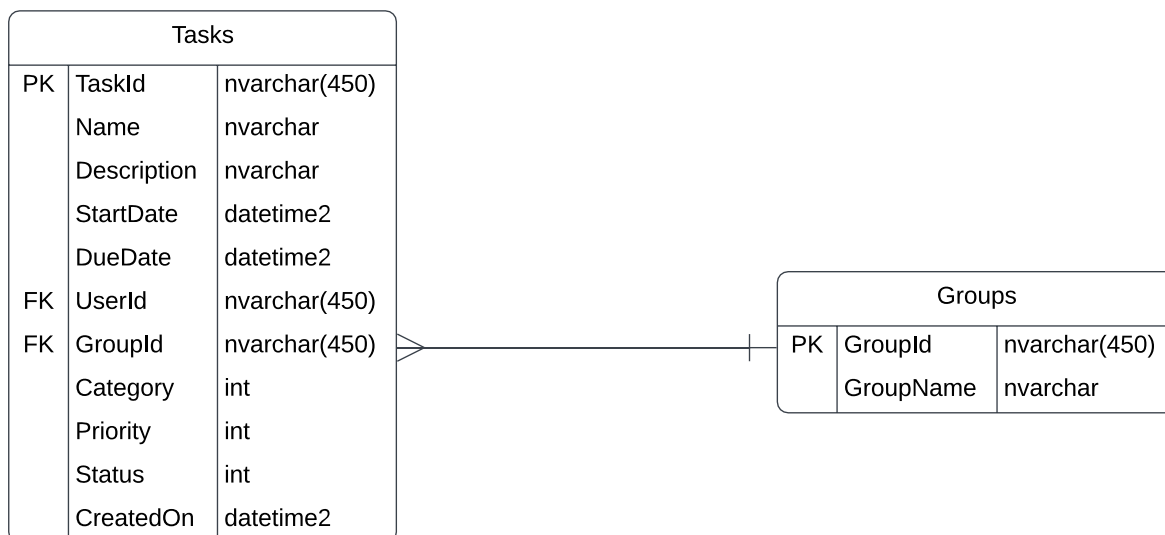 Tasks
PK TaskId nvarchar(450)
Name nvarchar
Description nvarchar
StartDate datetime2
DueDate datetime2
FK UserId nvarchar(450)
FK GroupId nvarchar(450)
Category int
Priority int
Status int
CreatedOn datetime2
Groups
PK GroupId nvarchar(450)
GroupName nvarchar